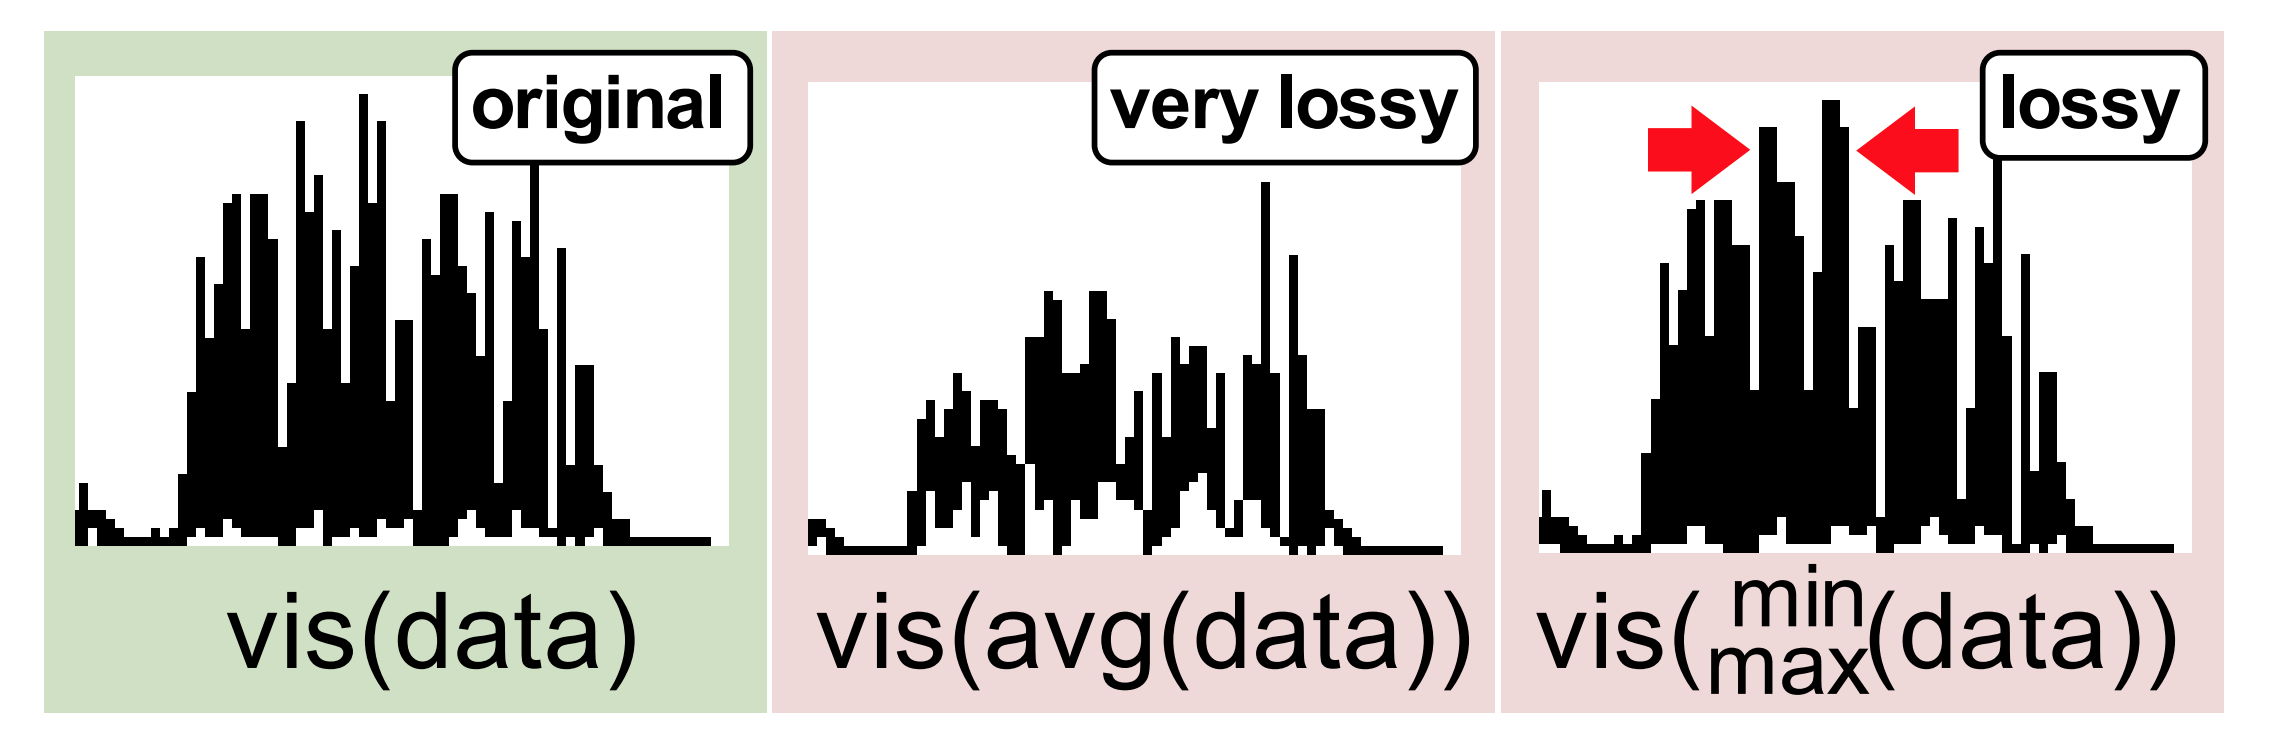 original
very lossy
lossy
vis(data)
vis(avg(data))
vis(min max(data))